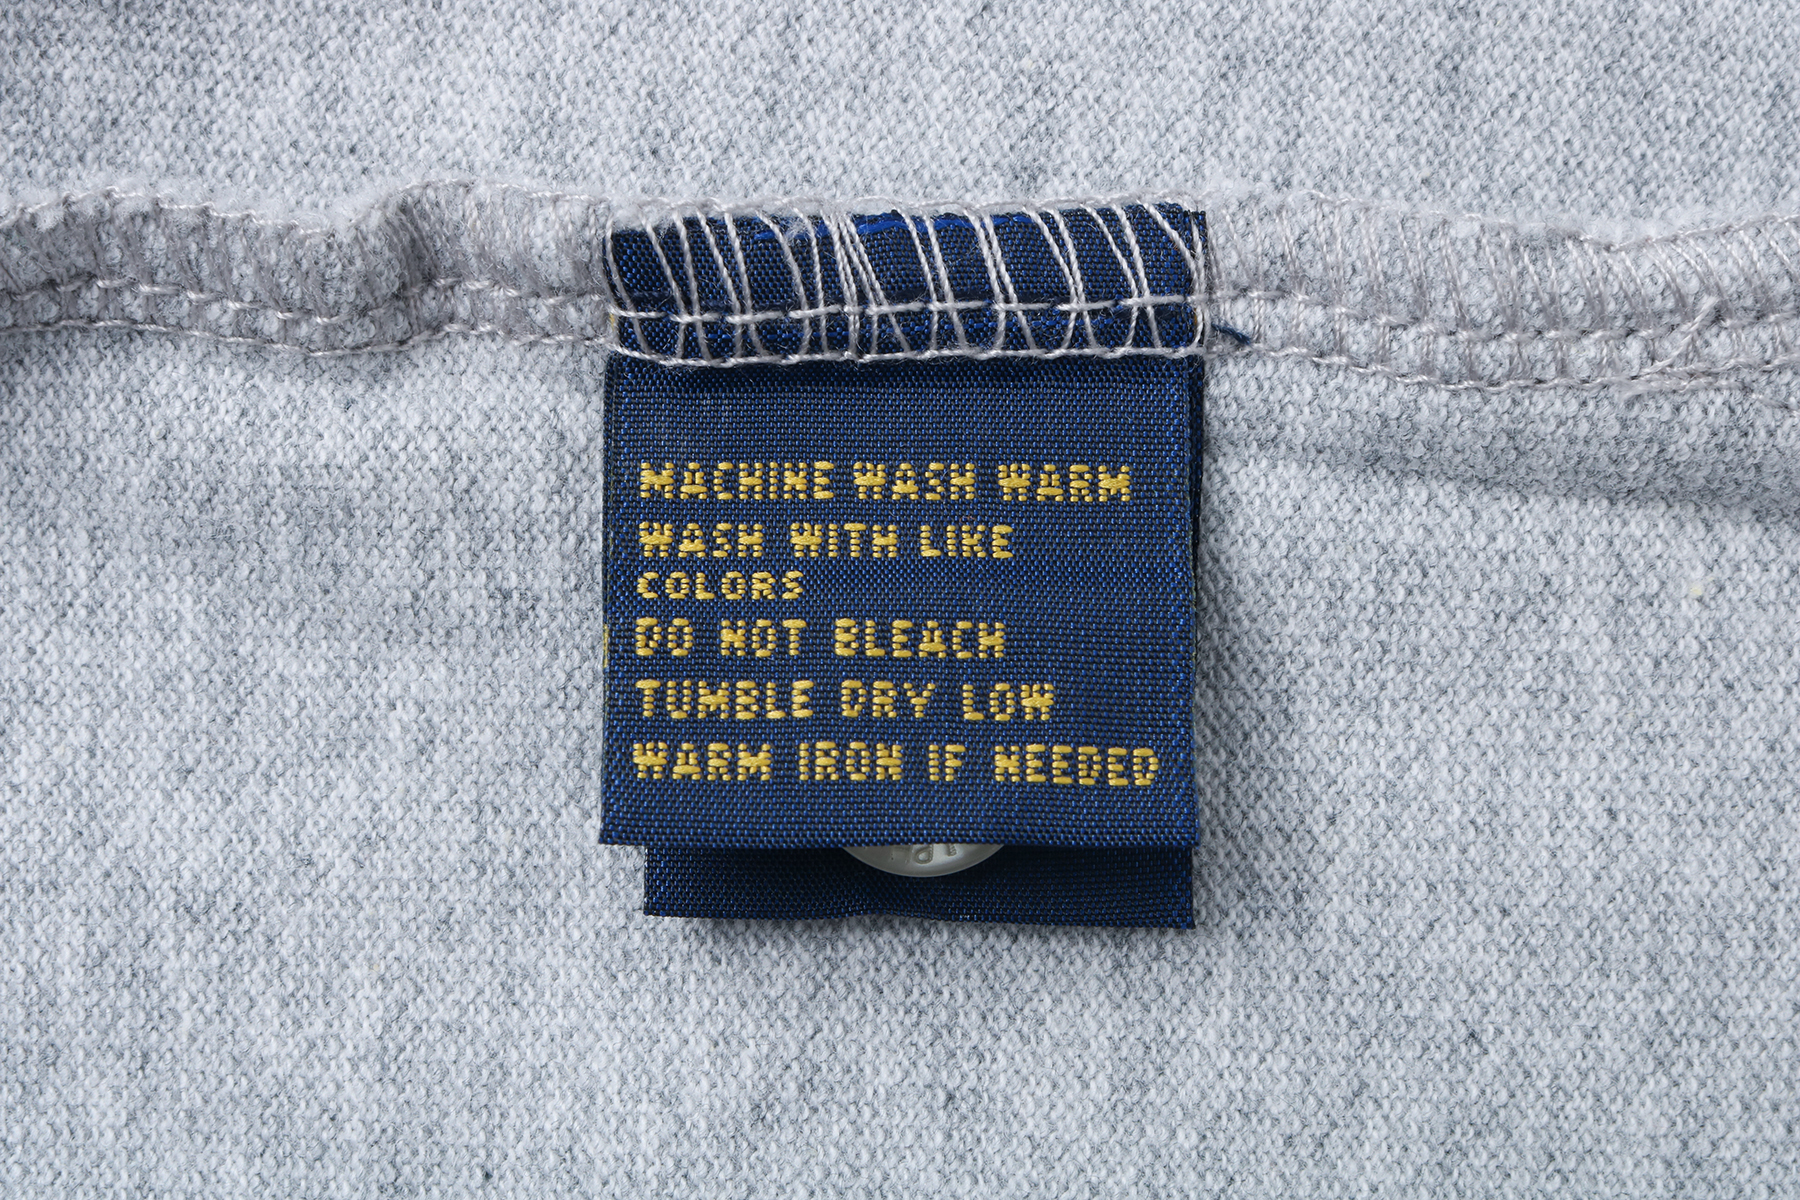 MACHINE WASH WARM
WASH WITH LIKE
COLORS
DO NOT BLEACH
TUMBLE DRY LOW
WARM IRON IF NEEDED